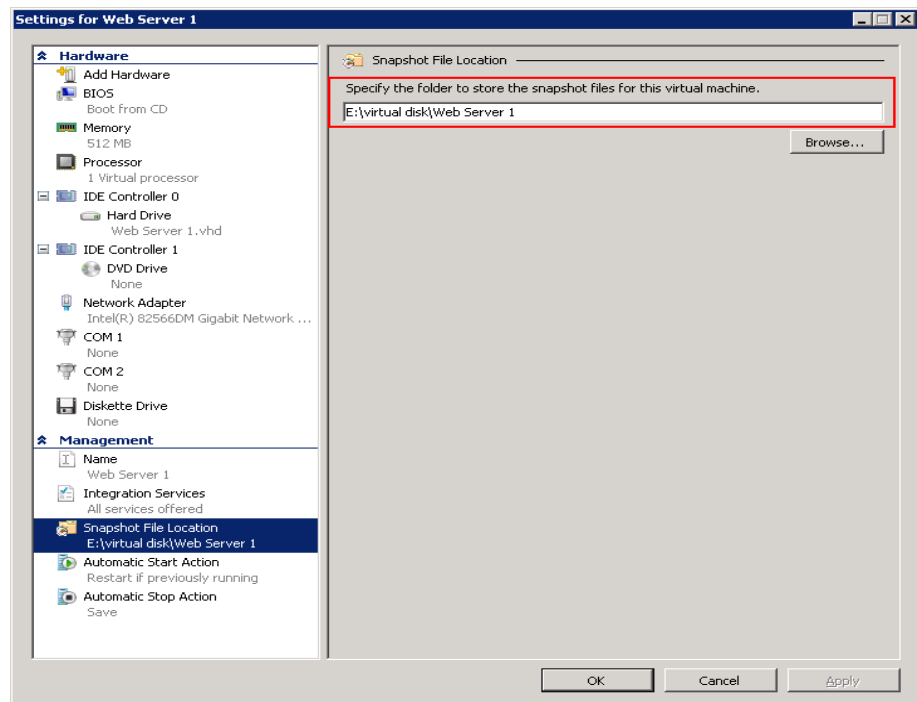 Settings for Web Server 1
Hardware
Add Hardware
BIOS
Boot from CD
Memory
512 MB
Processor
1 Virtual processor
IDE Controller 0
Hard Drive
Web Server 1.vhd
IDE Controller 1
DVD Drive
None
Network Adapter
Intel(R) 82566DM Gigabit Network ...
COM 1
None
COM 2
None
Diskette Drive
None
Management
Name
Web Server 1
Integration Services
All services offered
Snapshot File Location
E:\virtual disk\Web Server 1
Automatic Start Action
Restart if previously running
Automatic Stop Action
Save
Snapshot File Location
Specify the folder to store the snapshot files for this virtual machine.
E:\virtual disk\Web Server 1
Browse...
OK
Cancel
Apply